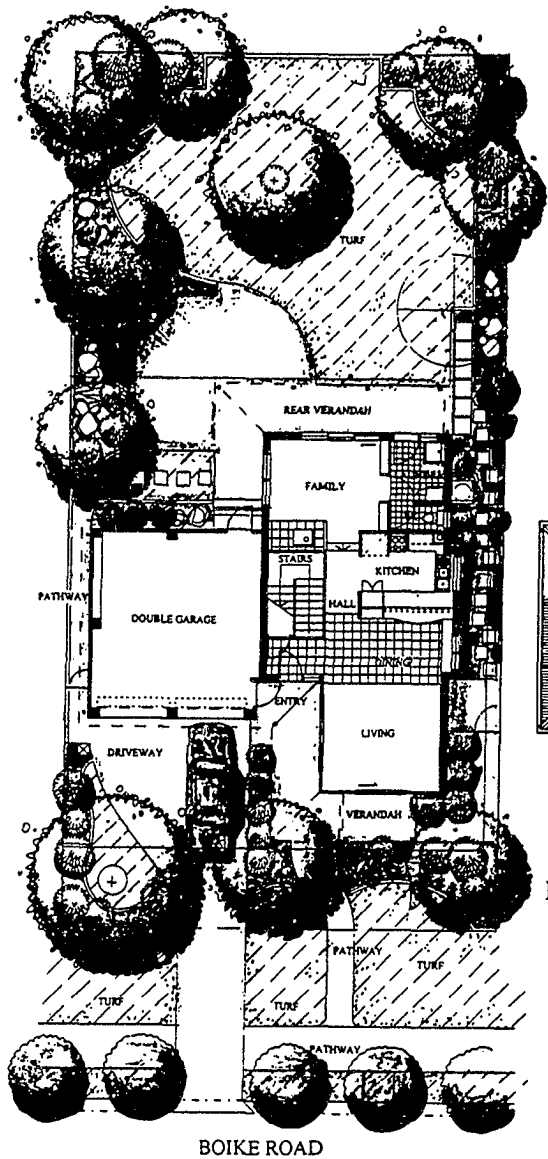 TURF
REAR VERANDAH
FAMILY
STAIRS
KITCHEN
PATHWAY
HALL
DOUBLE GARAGE
DINING
ENTRY
LIVING
DRIVEWAY
VERANDAH
PATHWAY
TURF
TURF
TURF
PATHWAY
BOIKE ROAD